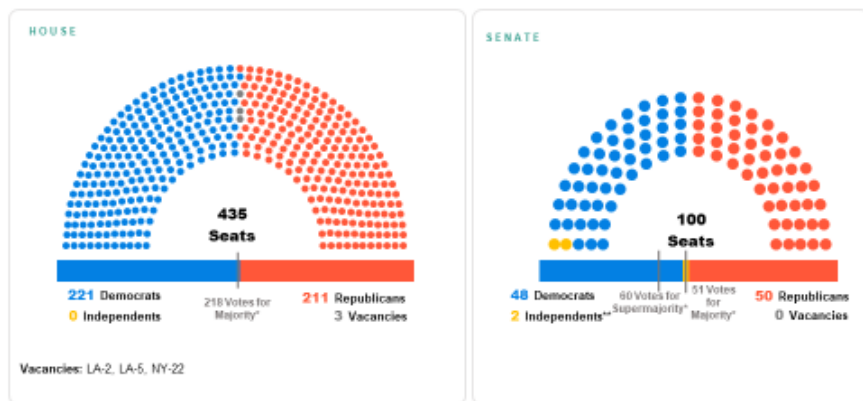 HOUSE
435
Seats
221 Democrats
0 Independents
218 Votes for
Majority*
211 Republicans
3 Vacancies
Vacancies: LA-2, LA-5, NY-22
SENATE
100
Seats
48 Democrats
2 Independents**
60 Votes for
Supermajority*
51 Votes
for
Majority*
50 Republicans
0 Vacancies